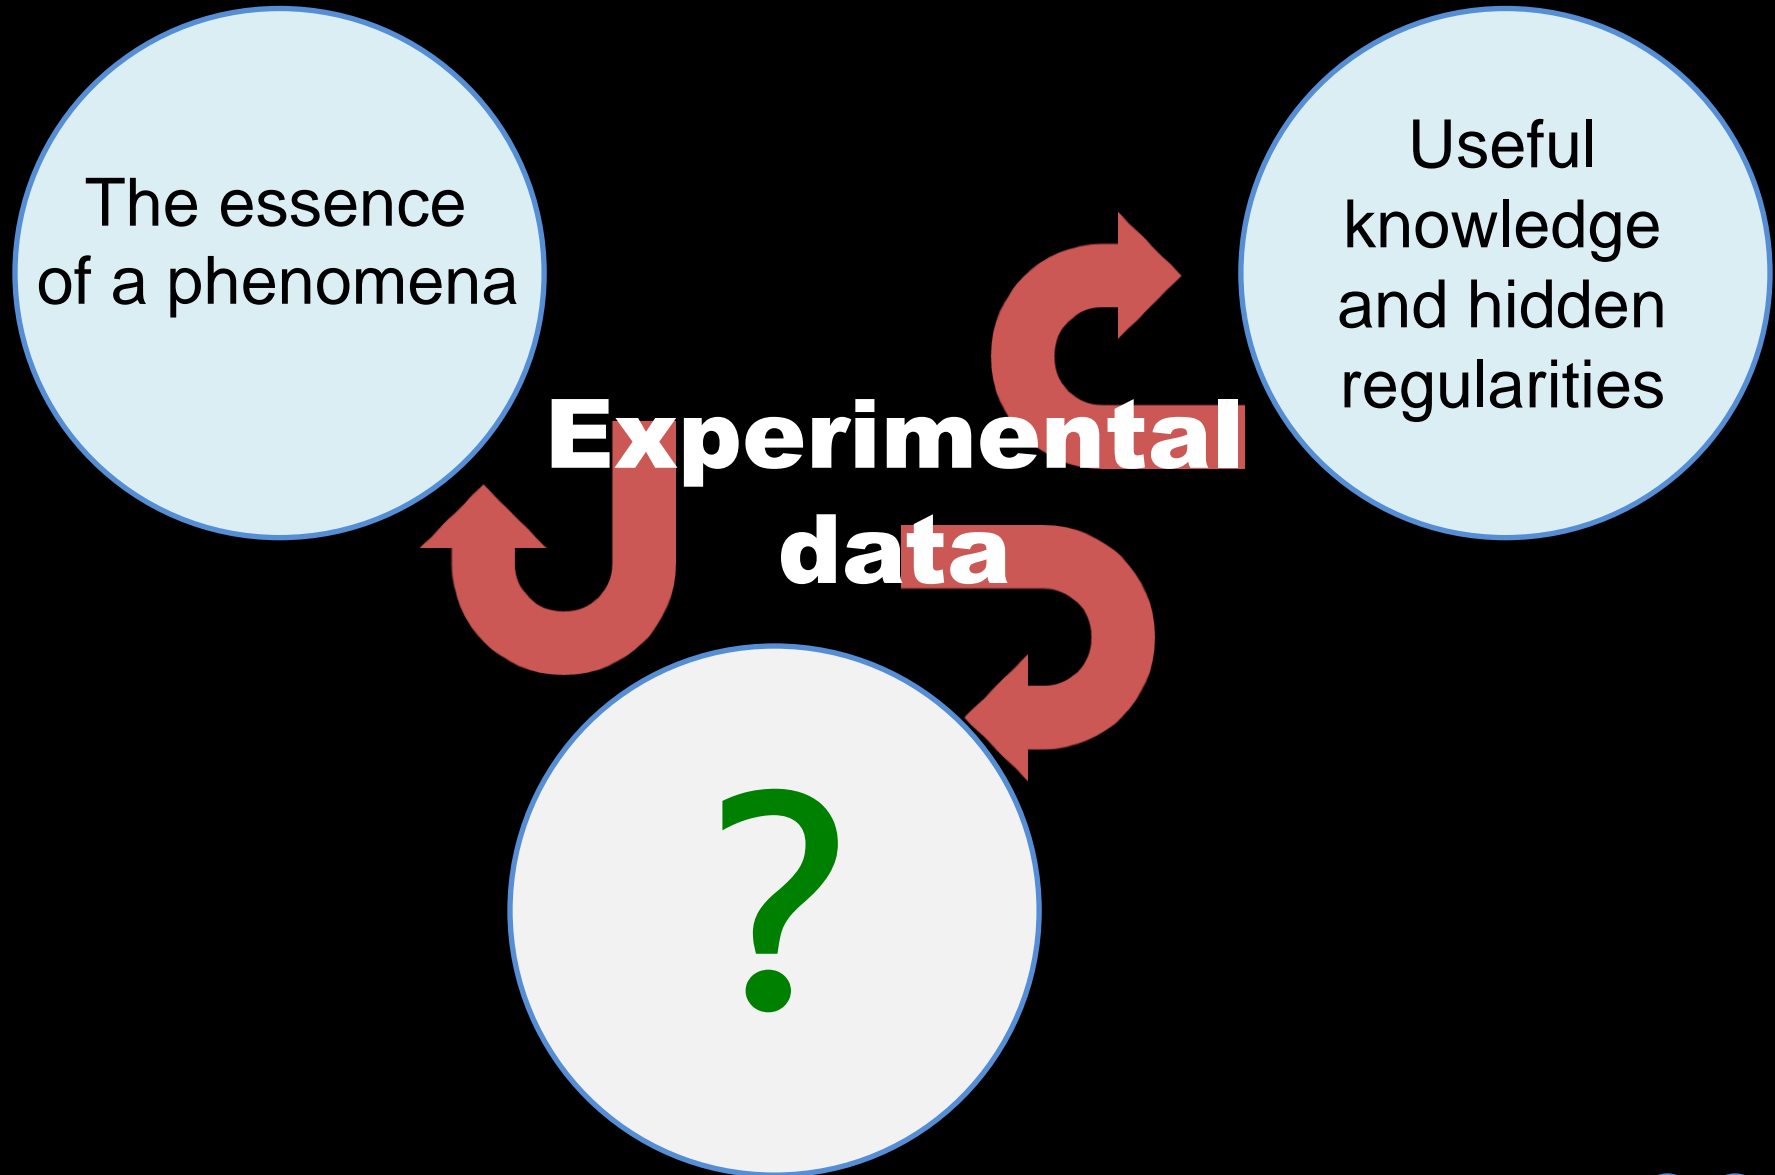 The essence
of a phenomena
Useful
knowledge
and hidden
regularities
Experimental
data
?